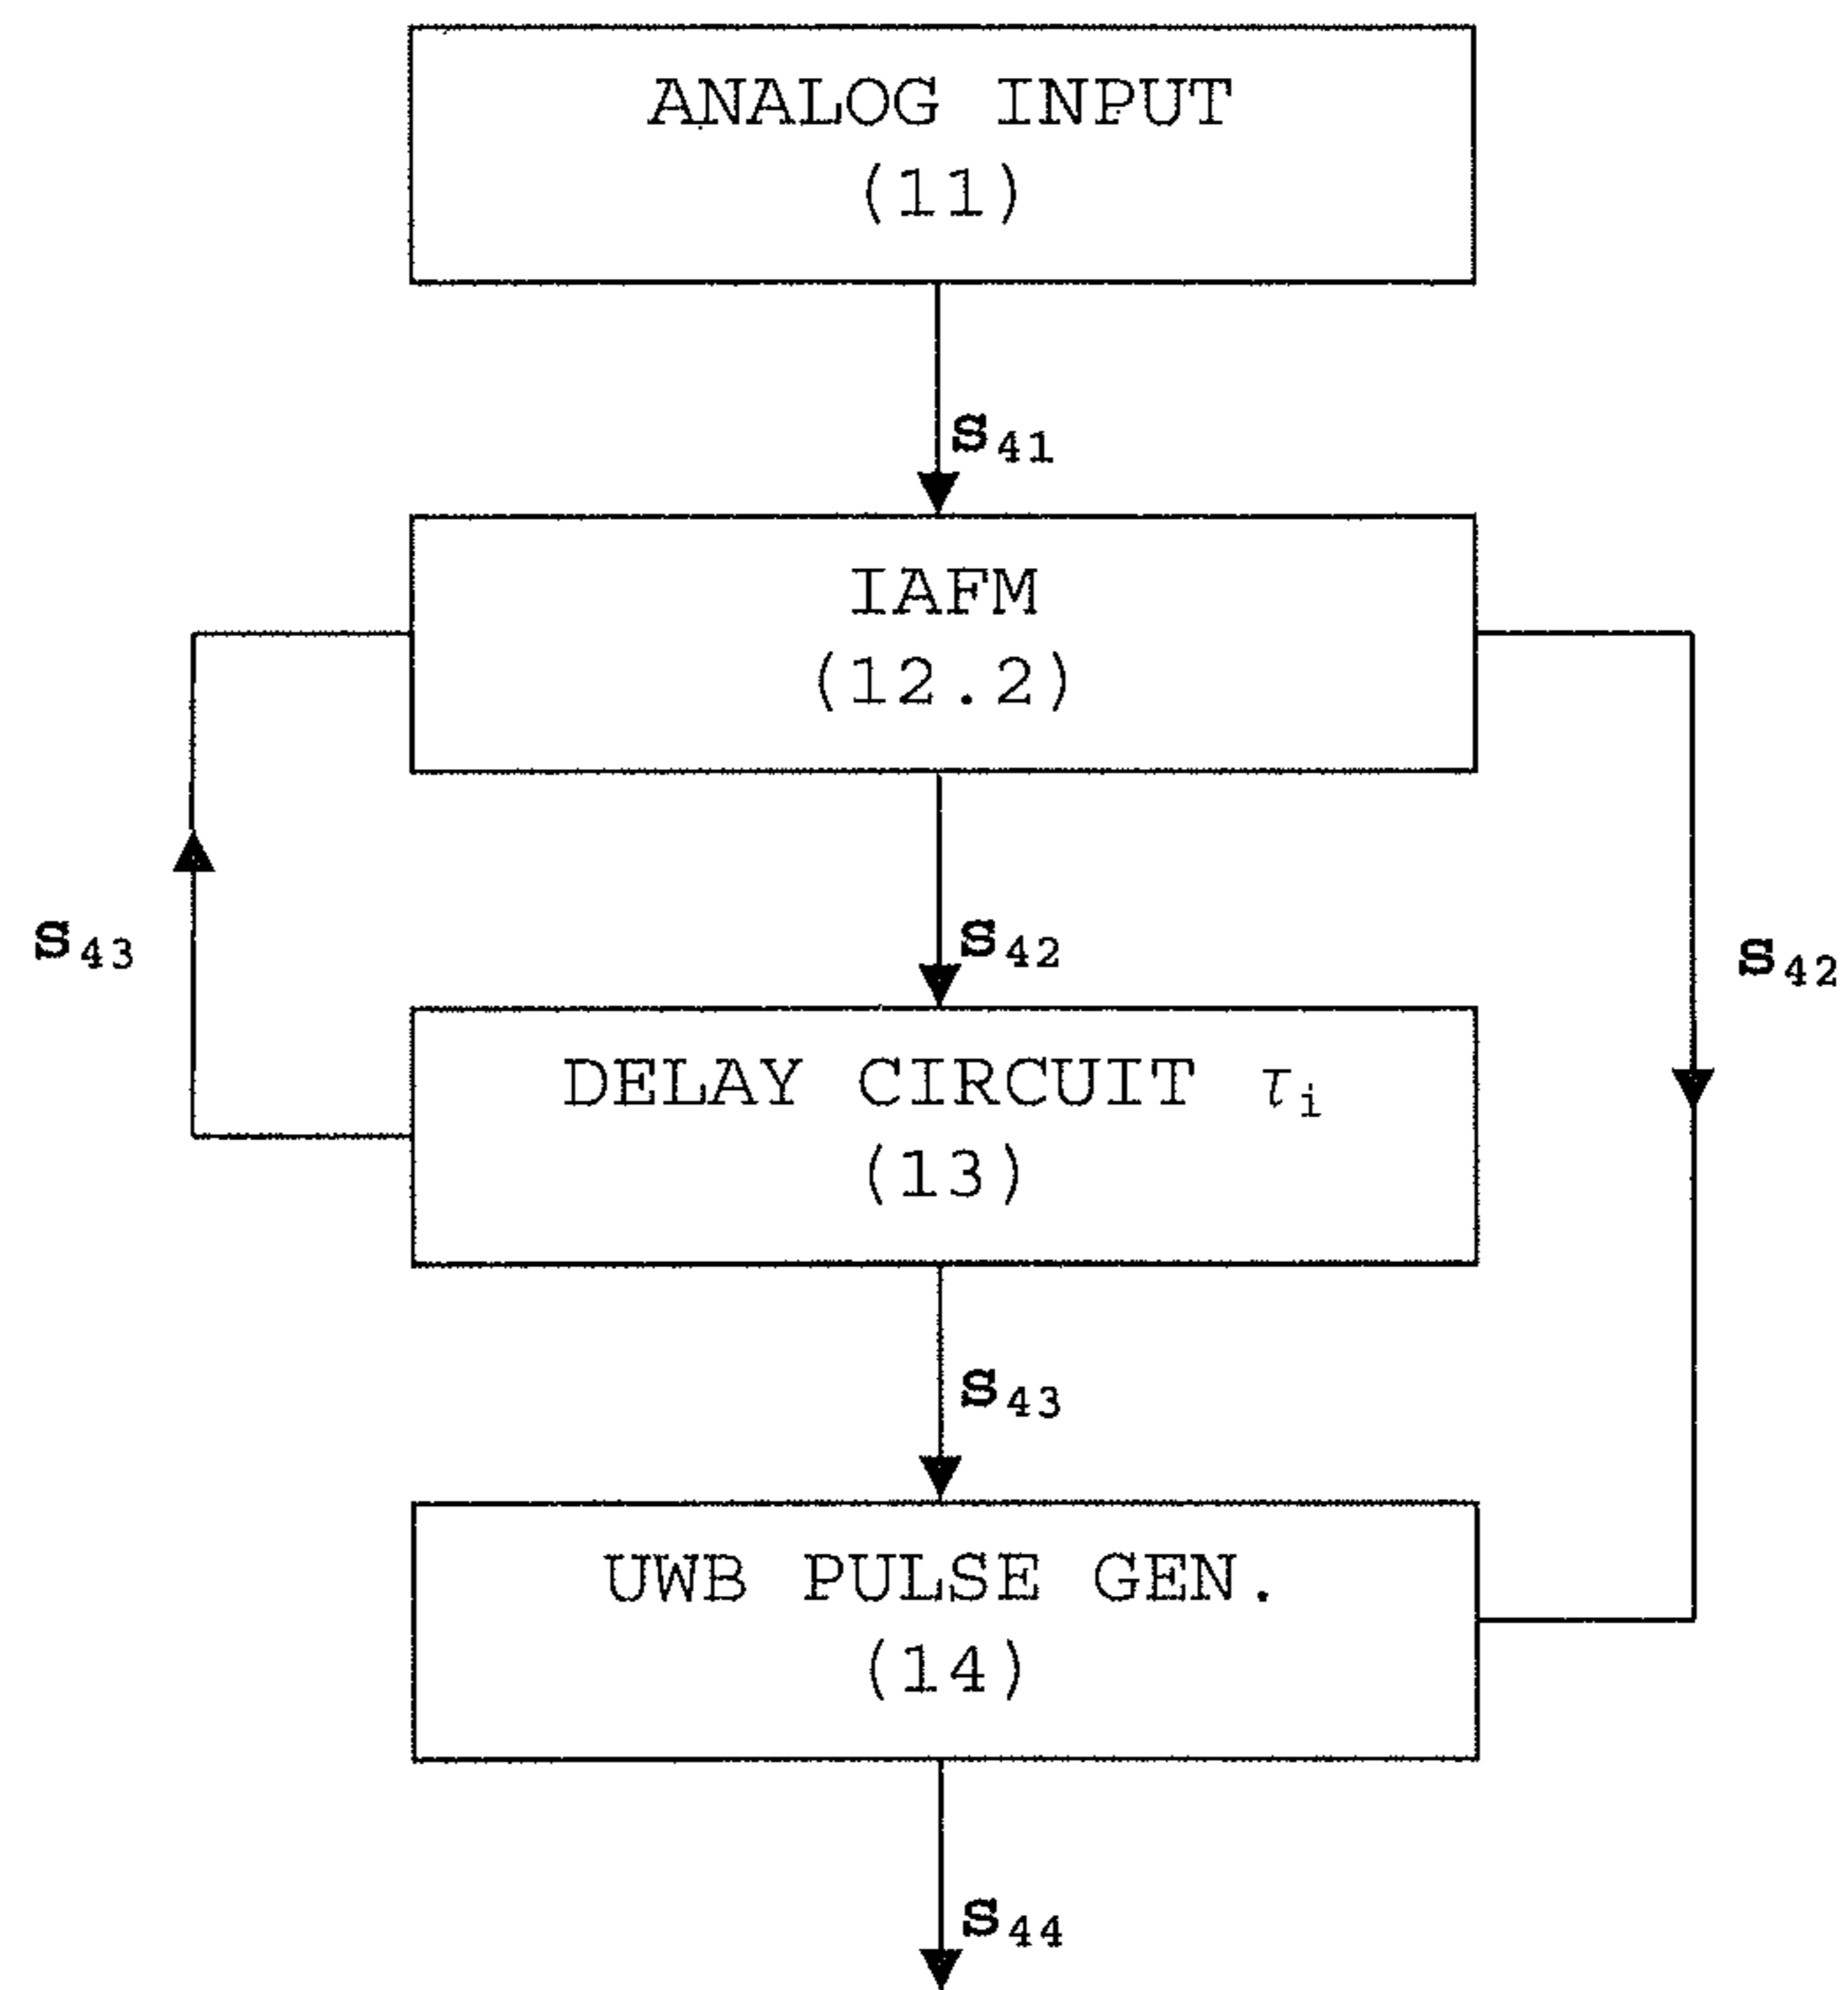 ANALOG INPUT
(11)
s41
IAFM
(12.2)
s43
s42
s42
DELAY CIRCUIT τi
(13)
s43
UWB PULSE GEN.
(14)
s44